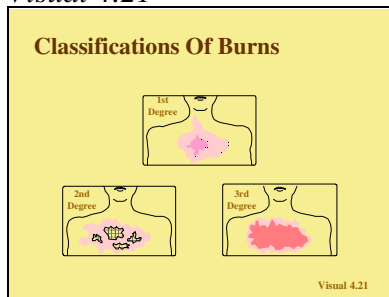 Visual 4.21
Classifications Of Burns
1st
Degree
2nd
Degree
3rd
Degree
Visual 4.21